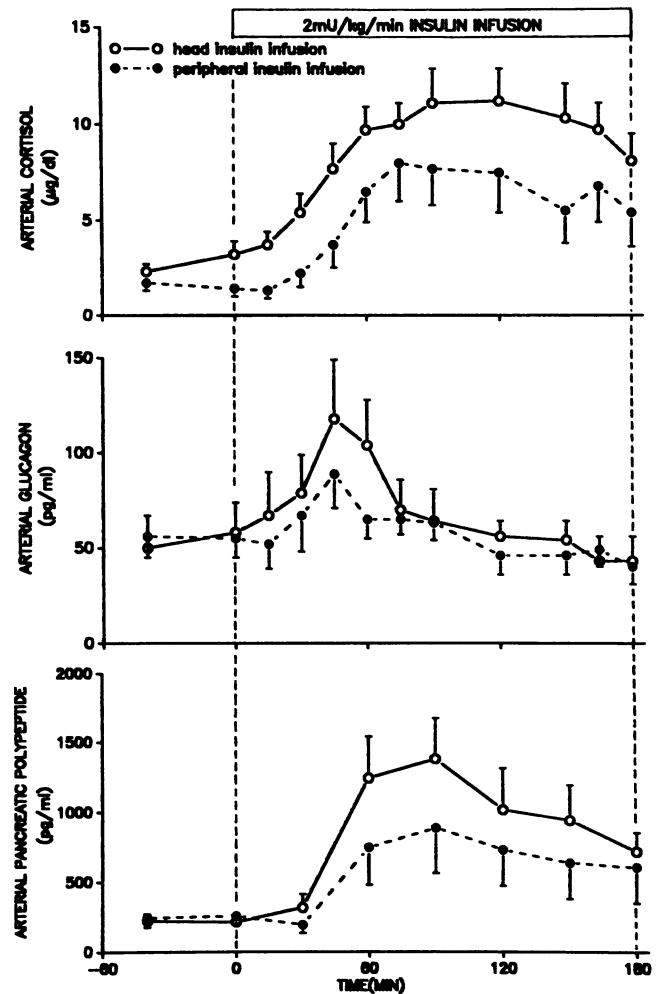 2mU/kg/min INSULIN INFUSION
head insulin infusion
peripheral insulin infusion
15
10
5
0
ARTERIAL CORTISOL
(µg/dl)
150
100
50
0
ARTERIAL GLUCAGON
(pg/ml)
2000
1500
1000
500
0
ARTERIAL PANCREATIC POLYPEPTIDE
(pg/ml)
-60 0 60 120 180
TIME(MIN)